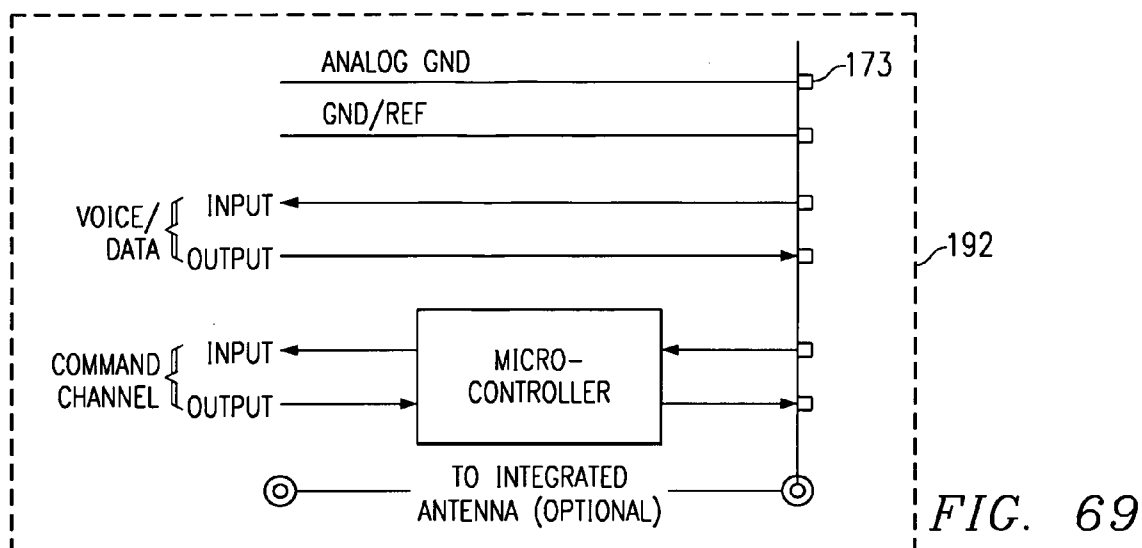 ANALOG GND
173
GND/REF
VOICE/
DATA
INPUT
OUTPUT
192
COMMAND
CHANNEL
INPUT
OUTPUT
MICRO-
CONTROLLER
TO INTEGRATED
ANTENNA (OPTIONAL)
FIG. 69